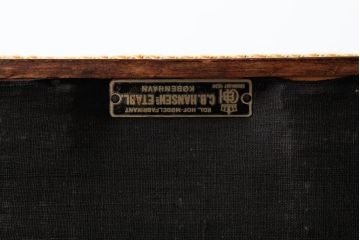 KGL. HOF-MØBELFABRIKANT
C.B. HANSENS ETABL.
KØBENHAVN